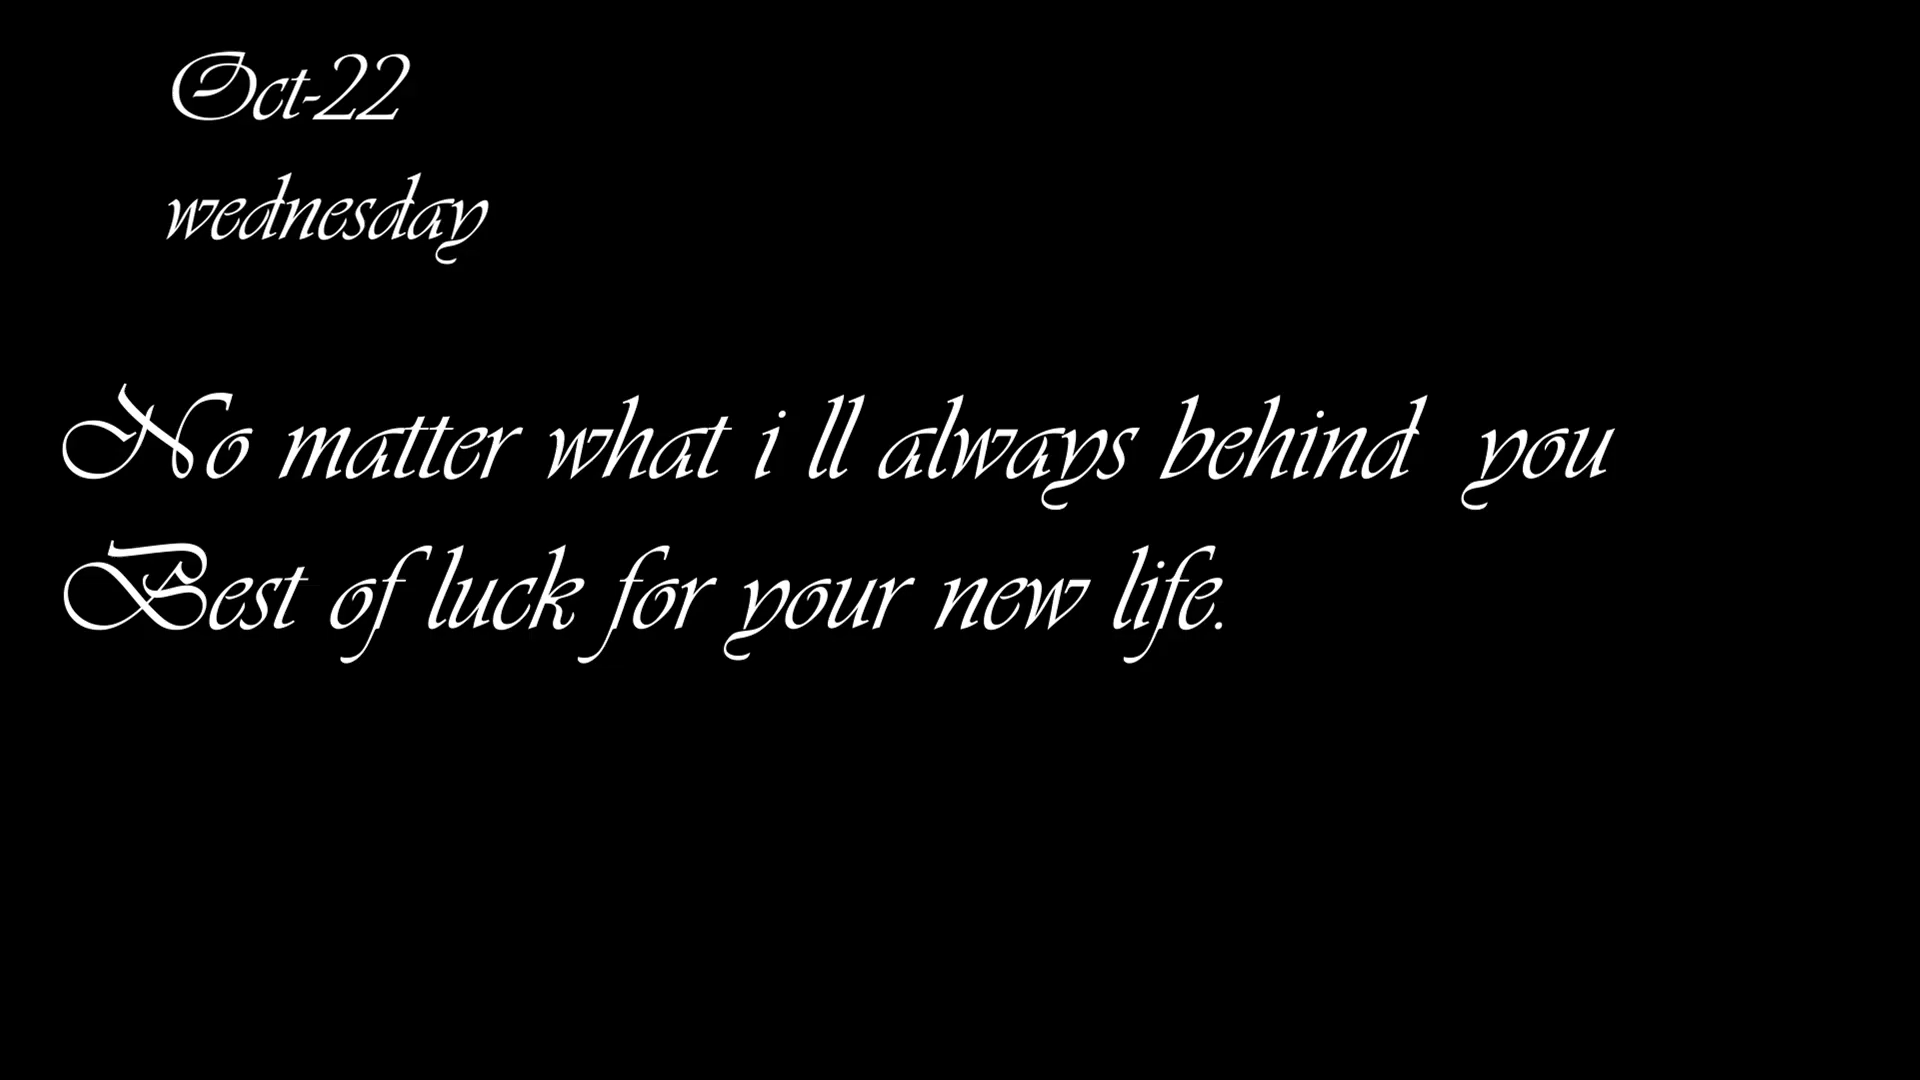 Oct-22
wednesday
No matter what i ll always behind you
Best of luck for your new life.